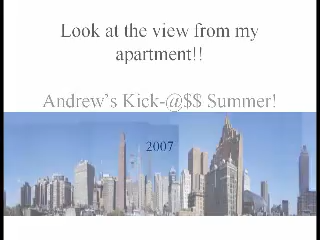 Look at the view from my
apartment!!
Andrew's Kick-@$$ Summer!
2007